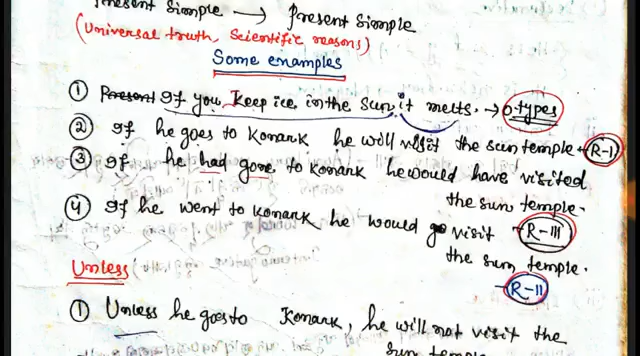 Present Simple → Present Simple
(Universal truth, Scientific reasons)
Some examples
① Present If you keep ice in the sun it melts. → 0-types
② If he goes to Konark he will visit the sun temple - R-I
③ If he had gone to Konark he would have visited
the sun temple.
- R-III
④ If he went to Konark he would go visit
the sun temple.
- R-II
Unless
① Unless he goes to Konark, he will not visit the
sun temple